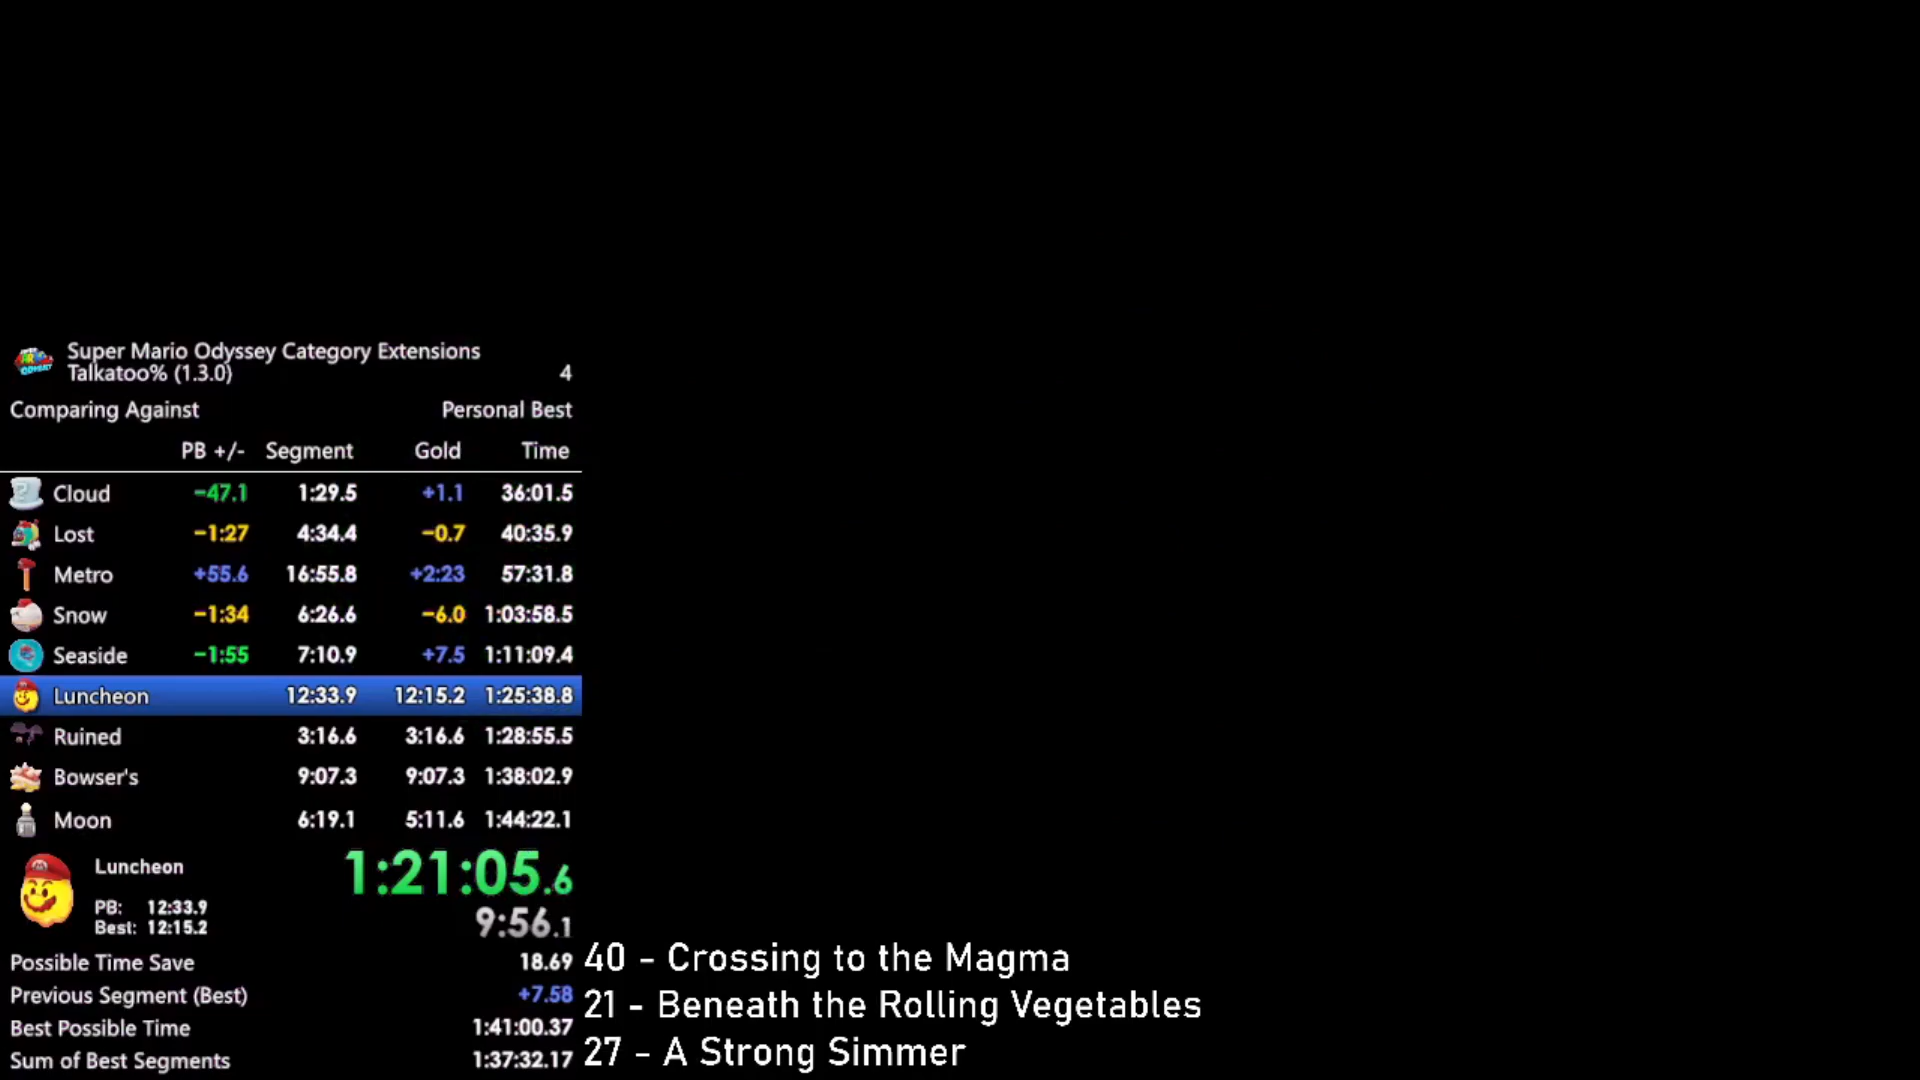 Super Mario Odyssey Category Extensions
Talkatoo% (1.3.0) 4
Comparing Against Personal Best
PB +/- Segment Gold Time
Cloud −47.1 1:29.5 +1.1 36:01.5
Lost −1:27 4:34.4 −0.7 40:35.9
Metro +55.6 16:55.8 +2:23 57:31.8
Snow −1:34 6:26.6 −6.0 1:03:58.5
Seaside −1:55 7:10.9 +7.5 1:11:09.4
Luncheon 12:33.9 12:15.2 1:25:38.8
Ruined 3:16.6 3:16.6 1:28:55.5
Bowser's 9:07.3 9:07.3 1:38:02.9
Moon 6:19.1 5:11.6 1:44:22.1
Luncheon 1:21:05.6
PB: 12:33.9 9:56.1
Best: 12:15.2
Possible Time Save 18.69
Previous Segment (Best) +7.58
Best Possible Time 1:41:00.37
Sum of Best Segments 1:37:32.17
40 - Crossing to the Magma
21 - Beneath the Rolling Vegetables
27 - A Strong Simmer